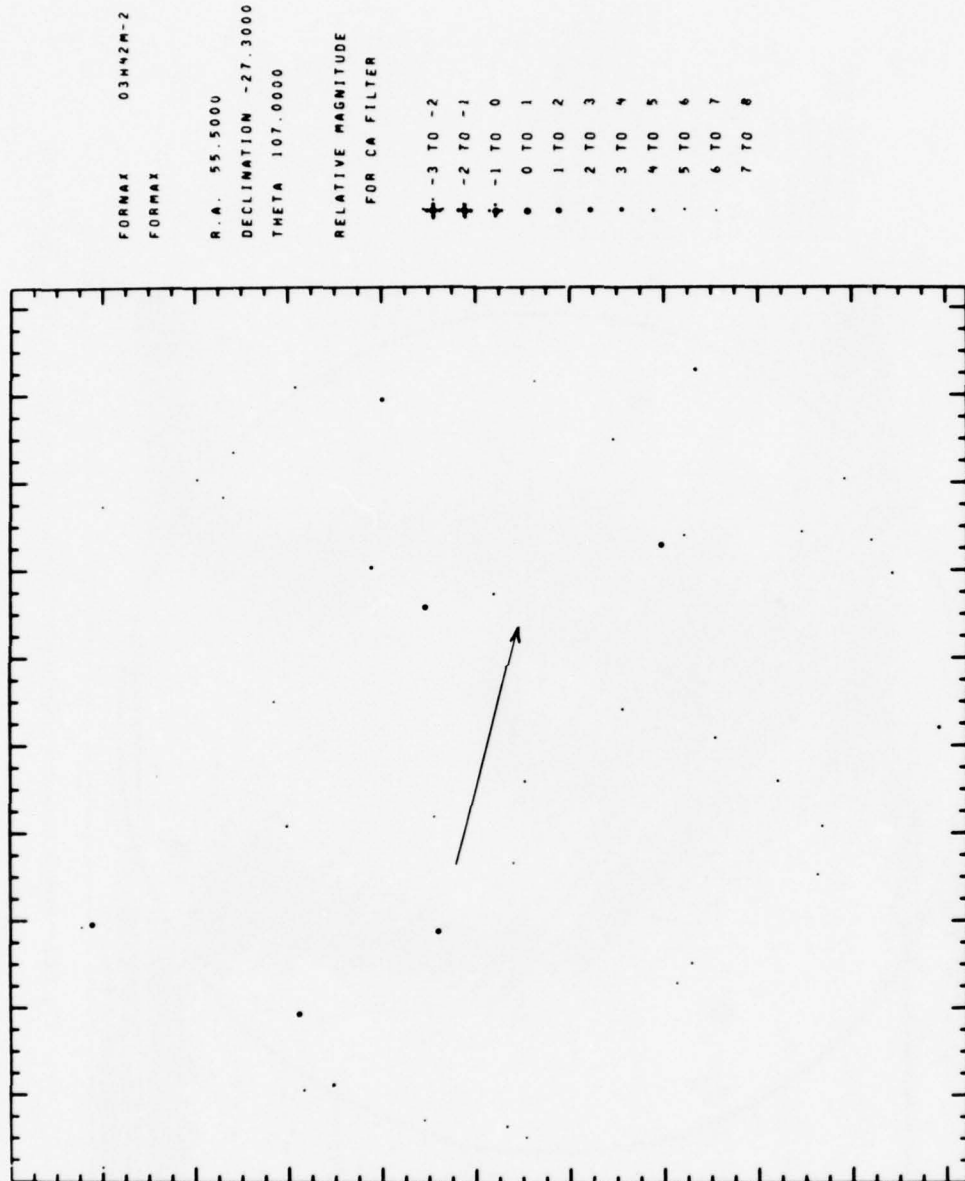 FORNAX 03H42M-2
FORMAX
R.A. 55.5000
DECLINATION -27.3000
THETA 107.0000
RELATIVE MAGNITUDE
FOR CA FILTER
-3 TO -2
-2 TO -1
-1 TO 0
0 TO 1
1 TO 2
2 TO 3
3 TO 4
4 TO 5
5 TO 6
6 TO 7
7 TO 8